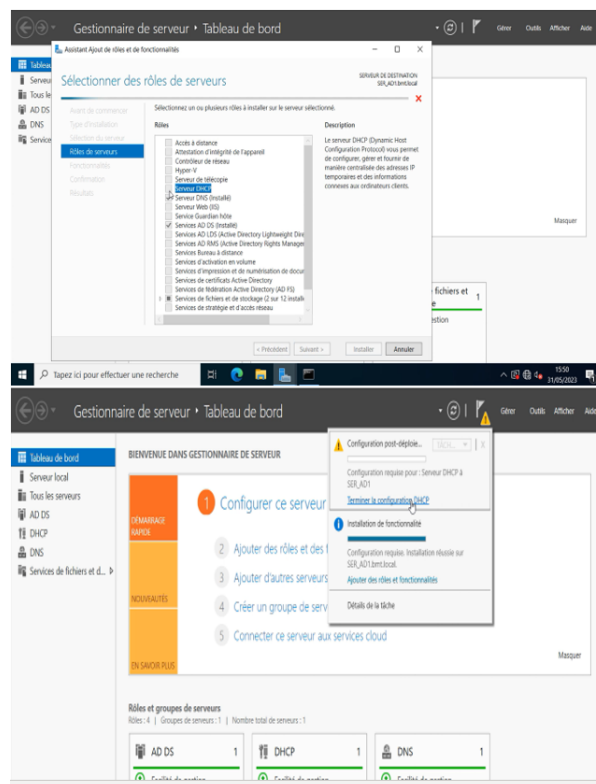 Gestionnaire de serveur ‣ Tableau de bord
Gérer Outils Afficher Aide
Assistant Ajout de rôles et de fonctionnalités
Sélectionner des rôles de serveurs
SERVEUR DE DESTINATION
SER_AD1.bmt.local
Tableau
Serveur
Tous le
AD DS
DNS
Service
Avant de commencer
Type d'installation
Sélection du serveur
Rôles de serveurs
Fonctionnalités
Confirmation
Résultats
Sélectionnez un ou plusieurs rôles à installer sur le serveur sélectionné.
Rôles
Accès à distance
Attestation d'intégrité de l'appareil
Contrôleur de réseau
Hyper-V
Serveur de télécopie
Serveur DHCP
Serveur DNS (Installé)
Serveur Web (IIS)
Service Guardian hôte
Services AD DS (Installé)
Services AD LDS (Active Directory Lightweight Dire
Services AD RMS (Active Directory Rights Manager
Services Bureau à distance
Services d'activation en volume
Services d'impression et de numérisation de docu
Services de certificats Active Directory
Services de fédération Active Directory (AD FS)
Services de fichiers et de stockage (2 sur 12 install
Services de stratégie et d'accès réseau
Description
Le serveur DHCP (Dynamic Host
Configuration Protocol) vous permet
de configurer, gérer et fournir de
manière centralisée des adresses IP
temporaires et des informations
connexes aux ordinateurs clients.
Masquer
fichiers et 1
e
estion
< Précédent Suivant > Installer Annuler
Tapez ici pour effectuer une recherche
15:50
31/05/2023
Gestionnaire de serveur ‣ Tableau de bord
Gérer Outils Afficher Aide
Tableau de bord
Serveur local
Tous les serveurs
AD DS
DHCP
DNS
Services de fichiers et d...
BIENVENUE DANS GESTIONNAIRE DE SERVEUR
DÉMARRAGE
RAPIDE
NOUVEAUTÉS
EN SAVOIR PLUS
1 Configurer ce serveur
2 Ajouter des rôles et des f
3 Ajouter d'autres serveurs
4 Créer un groupe de serv
5 Connecter ce serveur aux services cloud
Configuration post-déploie...
X
Configuration requise pour : Serveur DHCP à
SER_AD1
Terminer la configuration DHCP
Installation de fonctionnalité
Configuration requise. Installation réussie sur
SER_AD1.bmt.local.
Ajouter des rôles et fonctionnalités
Détails de la tâche
Masquer
Rôles et groupes de serveurs
Rôles : 4 | Groupes de serveurs : 1 | Nombre total de serveurs : 1
AD DS 1
DHCP 1
DNS 1